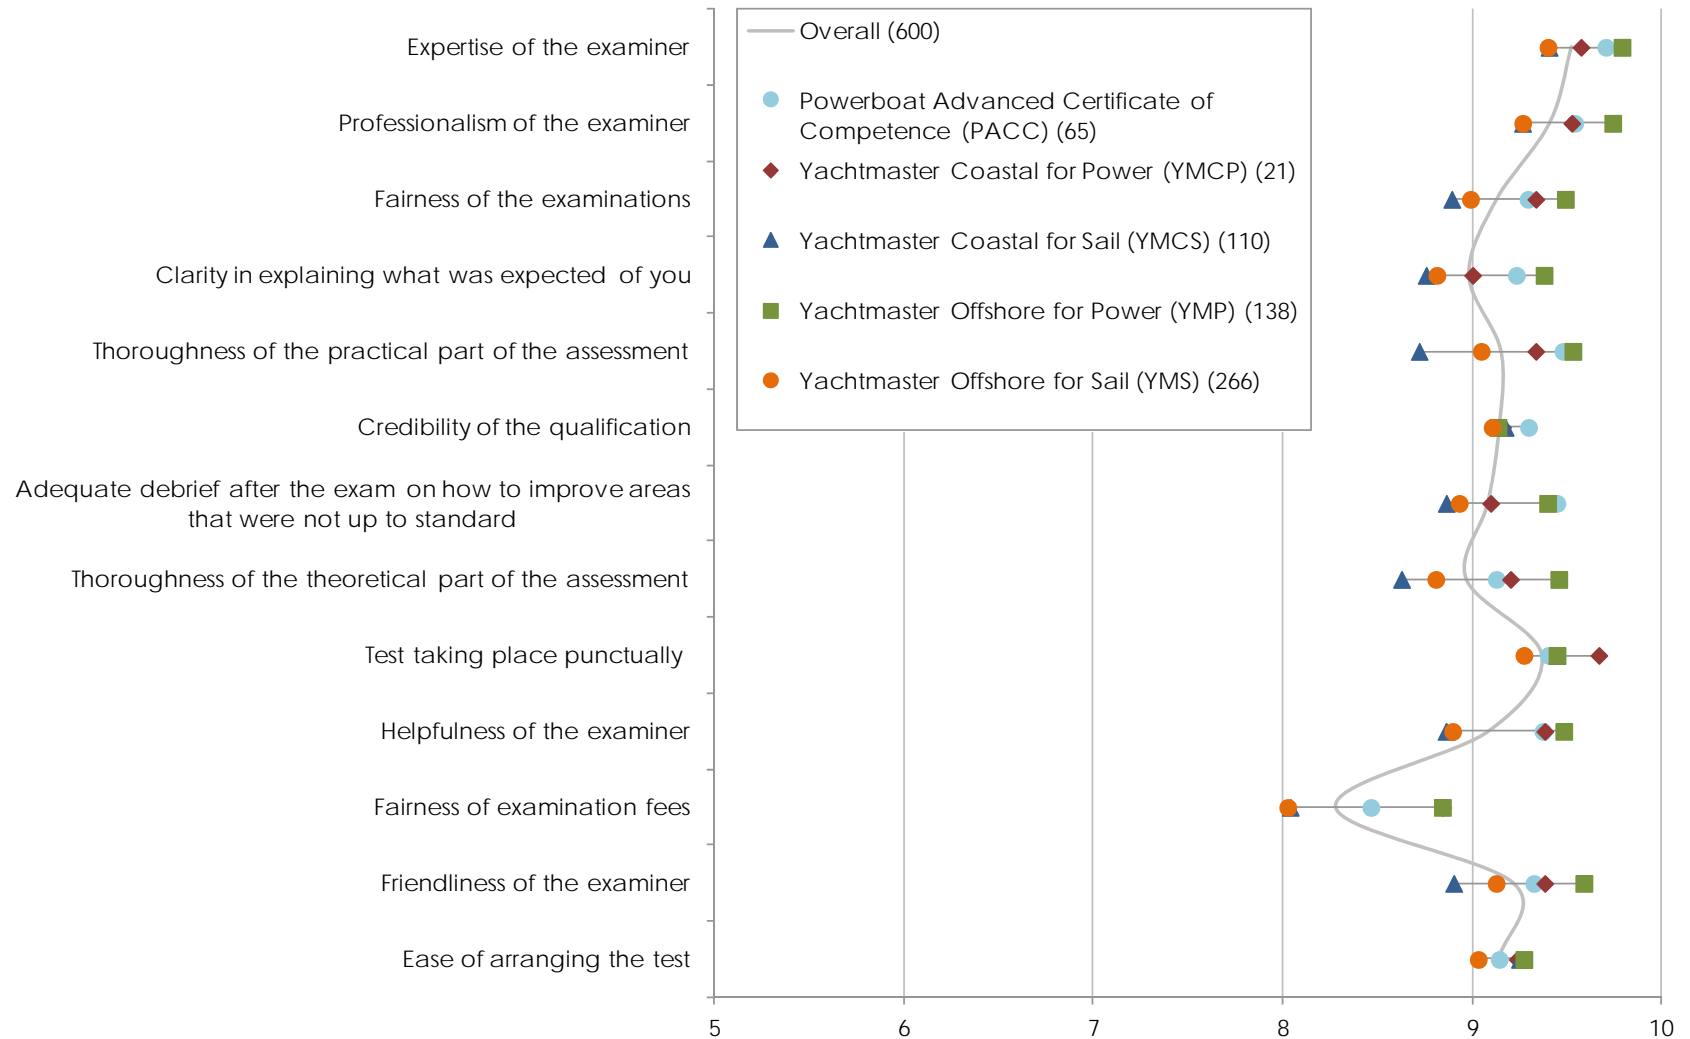 Expertise of the examiner
Professionalism of the examiner
Fairness of the examinations
Clarity in explaining what was expected of you
Thoroughness of the practical part of the assessment
Credibility of the qualification
Adequate debrief after the exam on how to improve areas
that were not up to standard
Thoroughness of the theoretical part of the assessment
Test taking place punctually
Helpfulness of the examiner
Fairness of examination fees
Friendliness of the examiner
Ease of arranging the test
Overall (600)
Powerboat Advanced Certificate of
Competence (PACC) (65)
Yachtmaster Coastal for Power (YMCP) (21)
Yachtmaster Coastal for Sail (YMCS) (110)
Yachtmaster Offshore for Power (YMP) (138)
Yachtmaster Offshore for Sail (YMS) (266)
5 6 7 8 9 10